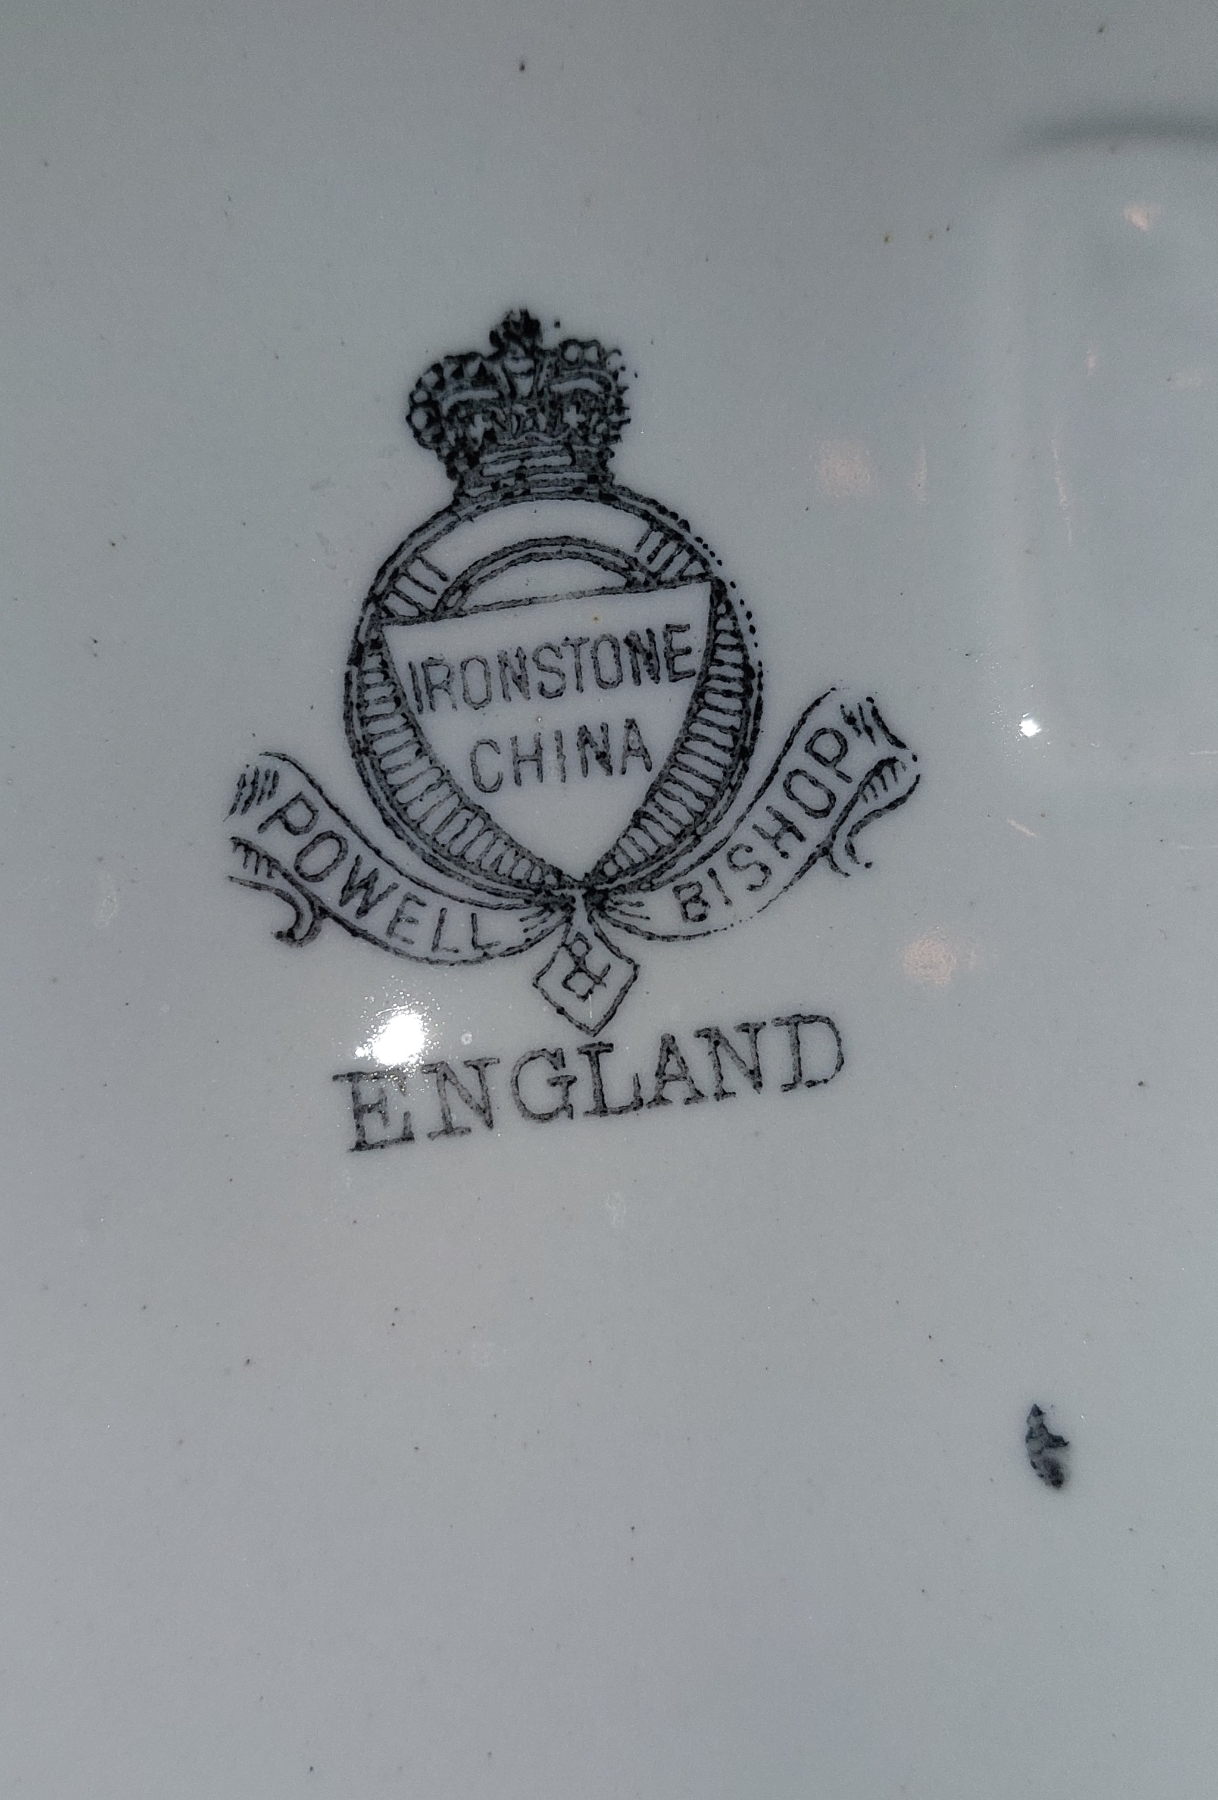 IRONSTONE
CHINA
POWELL & BISHOP
ENGLAND